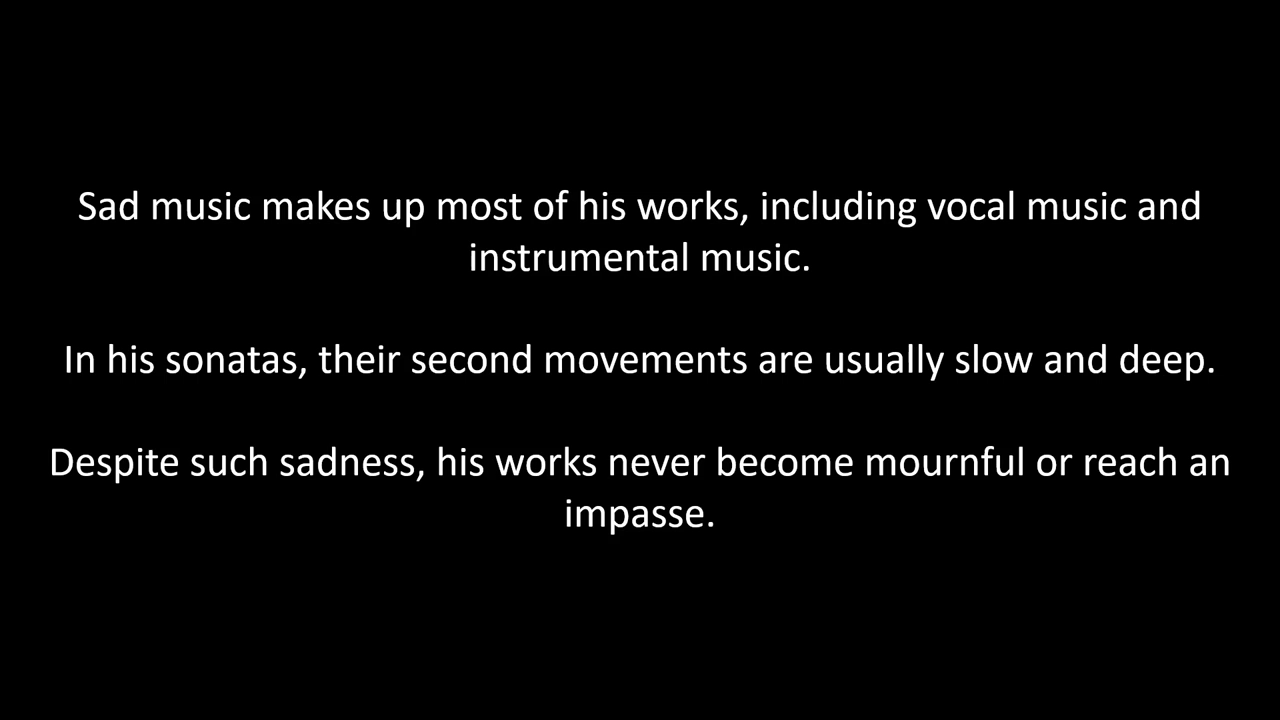 Sad music makes up most of his works, including vocal music and
instrumental music.
In his sonatas, their second movements are usually slow and deep.
Despite such sadness, his works never become mournful or reach an
impasse.